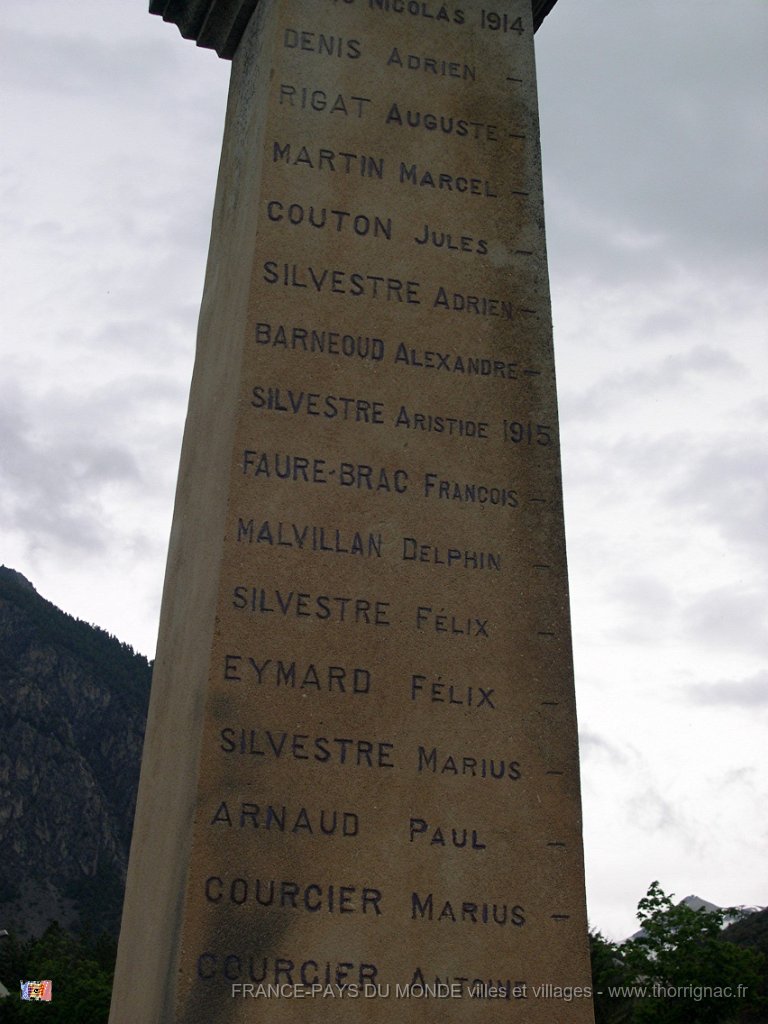 NICOLAS 1914
DENIS ADRIEN –
RIGAT AUGUSTE –
MARTIN MARCEL –
COUTON JULES –
SILVESTRE ADRIEN –
BARNEOUD ALEXANDRE –
SILVESTRE ARISTIDE 1915
FAURE-BRAC FRANÇOIS –
MALVILLAN DELPHIN –
SILVESTRE FÉLIX –
EYMARD FÉLIX –
SILVESTRE MARIUS –
ARNAUD PAUL –
COURCIER MARIUS –
COURCIER ANTOINE
FRANCE-PAYS DU MONDE villes et villages - www.thorrignac.com/